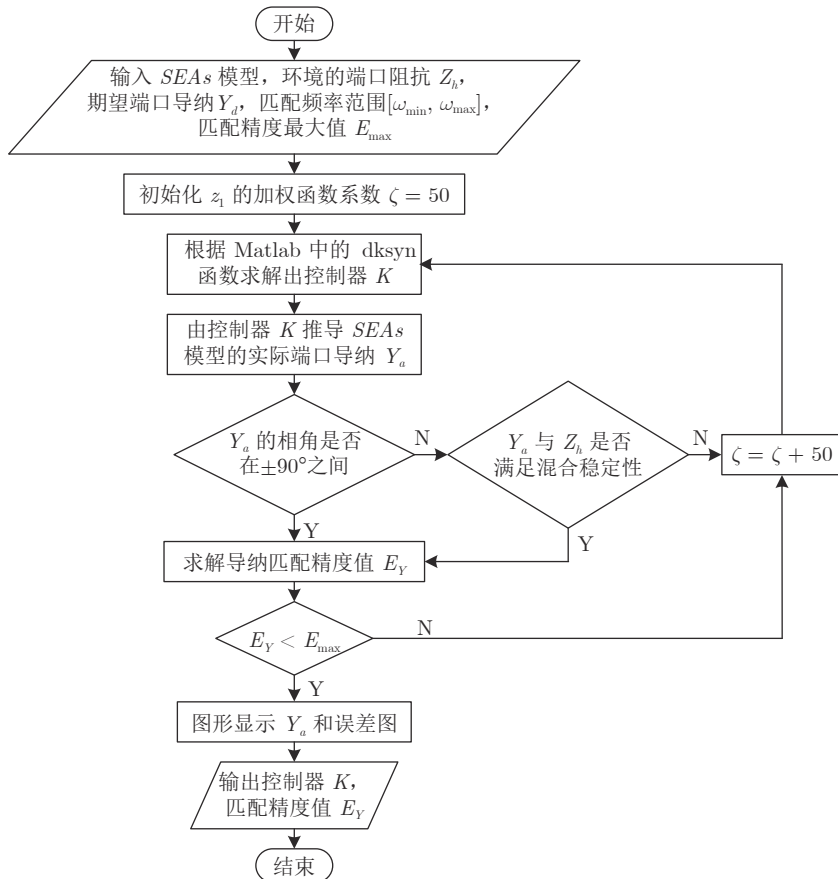 开始
输入 SEAs 模型，环境的端口阻抗 Z_h，
期望端口导纳 Y_d，匹配频率范围[ω_min, ω_max]，
匹配精度最大值 E_max
初始化 z_1 的加权函数系数 ζ = 50
根据 Matlab 中的 dksyn
函数求解出控制器 K
由控制器 K 推导 SEAs
模型的实际端口导纳 Y_a
Y_a 的相角是否
在±90°之间
N
Y_a 与 Z_h 是否
满足混合稳定性
N
ζ = ζ + 50
Y
Y
求解导纳匹配精度值 E_Y
E_Y < E_max
N
Y
图形显示 Y_a 和误差图
输出控制器 K，
匹配精度值 E_Y
结束